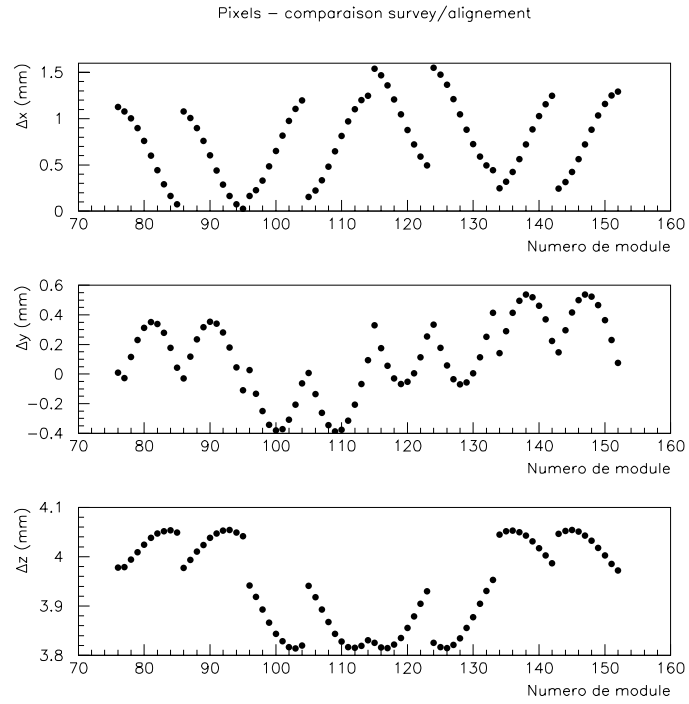 Pixels – comparaison survey/alignement
Δx (mm)
1.5
1
0.5
0
70 80 90 100 110 120 130 140 150 160
Numero de module
Δy (mm)
0.6
0.4
0.2
0
−0.2
−0.4
70 80 90 100 110 120 130 140 150 160
Numero de module
Δz (mm)
4.1
4
3.9
3.8
70 80 90 100 110 120 130 140 150 160
Numero de module